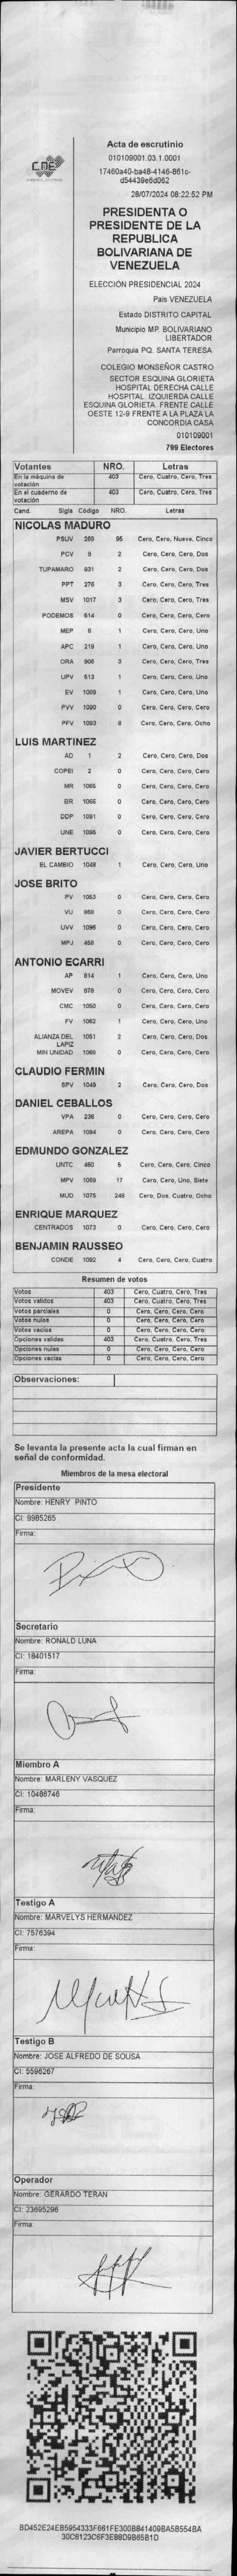 CNE
Acta de escrutinio
010109001.03.1.0001
17460a40-ba48-4146-861c-
d54439e6d062
28/07/2024 08:22:52 PM
PRESIDENTA O
PRESIDENTE DE LA
REPUBLICA
BOLIVARIANA DE
VENEZUELA
ELECCIÓN PRESIDENCIAL 2024
País VENEZUELA
Estado DISTRITO CAPITAL
Municipio MP. BOLIVARIANO
LIBERTADOR
Parroquia PQ. SANTA TERESA
COLEGIO MONSEÑOR CASTRO
SECTOR ESQUINA GLORIETA
HOSPITAL DERECHA CALLE
HOSPITAL. IZQUIERDA CALLE
ESQUINA GLORIETA. FRENTE CALLE
OESTE 12-9 FRENTE A LA PLAZA LA
CONCORDIA CASA
010109001
799 Electores
Votantes NRO. Letras
En la máquina de votación 403 Cero, Cuatro, Cero, Tres
En el cuaderno de votación 403 Cero, Cuatro, Cero, Tres
Cand. Sigla Código NRO. Letras
NICOLAS MADURO
PSUV 269 95 Cero, Cero, Nueve, Cinco
PCV 9 2 Cero, Cero, Cero, Dos
TUPAMARO 931 2 Cero, Cero, Cero, Dos
PPT 276 3 Cero, Cero, Cero, Tres
MSV 1017 3 Cero, Cero, Cero, Tres
PODEMOS 514 0 Cero, Cero, Cero, Cero
MEP 6 1 Cero, Cero, Cero, Uno
APC 219 1 Cero, Cero, Cero, Uno
ORA 906 3 Cero, Cero, Cero, Tres
UPV 613 1 Cero, Cero, Cero, Uno
EV 1089 1 Cero, Cero, Cero, Uno
PVV 1090 0 Cero, Cero, Cero, Cero
PFV 1093 8 Cero, Cero, Cero, Ocho
LUIS MARTINEZ
AD 1 2 Cero, Cero, Cero, Dos
COPEI 2 0 Cero, Cero, Cero, Cero
MR 1065 0 Cero, Cero, Cero, Cero
BR 1066 0 Cero, Cero, Cero, Cero
DDP 1091 0 Cero, Cero, Cero, Cero
UNE 1095 0 Cero, Cero, Cero, Cero
JAVIER BERTUCCI
EL CAMBIO 1048 1 Cero, Cero, Cero, Uno
JOSE BRITO
PV 1053 0 Cero, Cero, Cero, Cero
VU 868 0 Cero, Cero, Cero, Cero
UVV 1096 0 Cero, Cero, Cero, Cero
MPJ 458 0 Cero, Cero, Cero, Cero
ANTONIO ECARRI
AP 814 1 Cero, Cero, Cero, Uno
MOVEV 978 0 Cero, Cero, Cero, Cero
CMC 1050 0 Cero, Cero, Cero, Cero
FV 1062 1 Cero, Cero, Cero, Uno
ALIANZA DEL LAPIZ 1051 2 Cero, Cero, Cero, Dos
MIN UNIDAD 1068 0 Cero, Cero, Cero, Cero
CLAUDIO FERMIN
SPV 1049 2 Cero, Cero, Cero, Dos
DANIEL CEBALLOS
VPA 236 0 Cero, Cero, Cero, Cero
AREPA 1094 0 Cero, Cero, Cero, Cero
EDMUNDO GONZALEZ
UNTC 460 5 Cero, Cero, Cero, Cinco
MPV 1069 17 Cero, Cero, Uno, Siete
MUD 1075 248 Cero, Dos, Cuatro, Ocho
ENRIQUE MARQUEZ
CENTRADOS 1073 0 Cero, Cero, Cero, Cero
BENJAMIN RAUSSEO
CONDE 1092 4 Cero, Cero, Cero, Cuatro
Resumen de votos
Votos 403 Cero, Cuatro, Cero, Tres
Votos validos 403 Cero, Cuatro, Cero, Tres
Votos parciales 0 Cero, Cero, Cero, Cero
Votos nulos 0 Cero, Cero, Cero, Cero
Votos vacios 0 Cero, Cero, Cero, Cero
Opciones validas 403 Cero, Cuatro, Cero, Tres
Opciones nulas 0 Cero, Cero, Cero, Cero
Opciones vacias 0 Cero, Cero, Cero, Cero
Observaciones:
Se levanta la presente acta la cual firman en
señal de conformidad.
Miembros de la mesa electoral
Presidente
Nombre: HENRY PINTO
CI: 9985265
Firma:
Secretario
Nombre: RONALD LUNA
CI: 18401517
Firma:
Miembro A
Nombre: MARLENY VASQUEZ
CI: 10486746
Firma:
Testigo A
Nombre: MARVELYS HERMANDEZ
CI: 7576394
Firma:
Testigo B
Nombre: JOSE ALFREDO DE SOUSA
CI: 5596267
Firma:
Operador
Nombre: GERARDO TERAN
CI: 23695296
Firma:
BD452E24EB5954333F661FE300B841409BA5B554BA
30C6123C6F3E88D9B65B1D